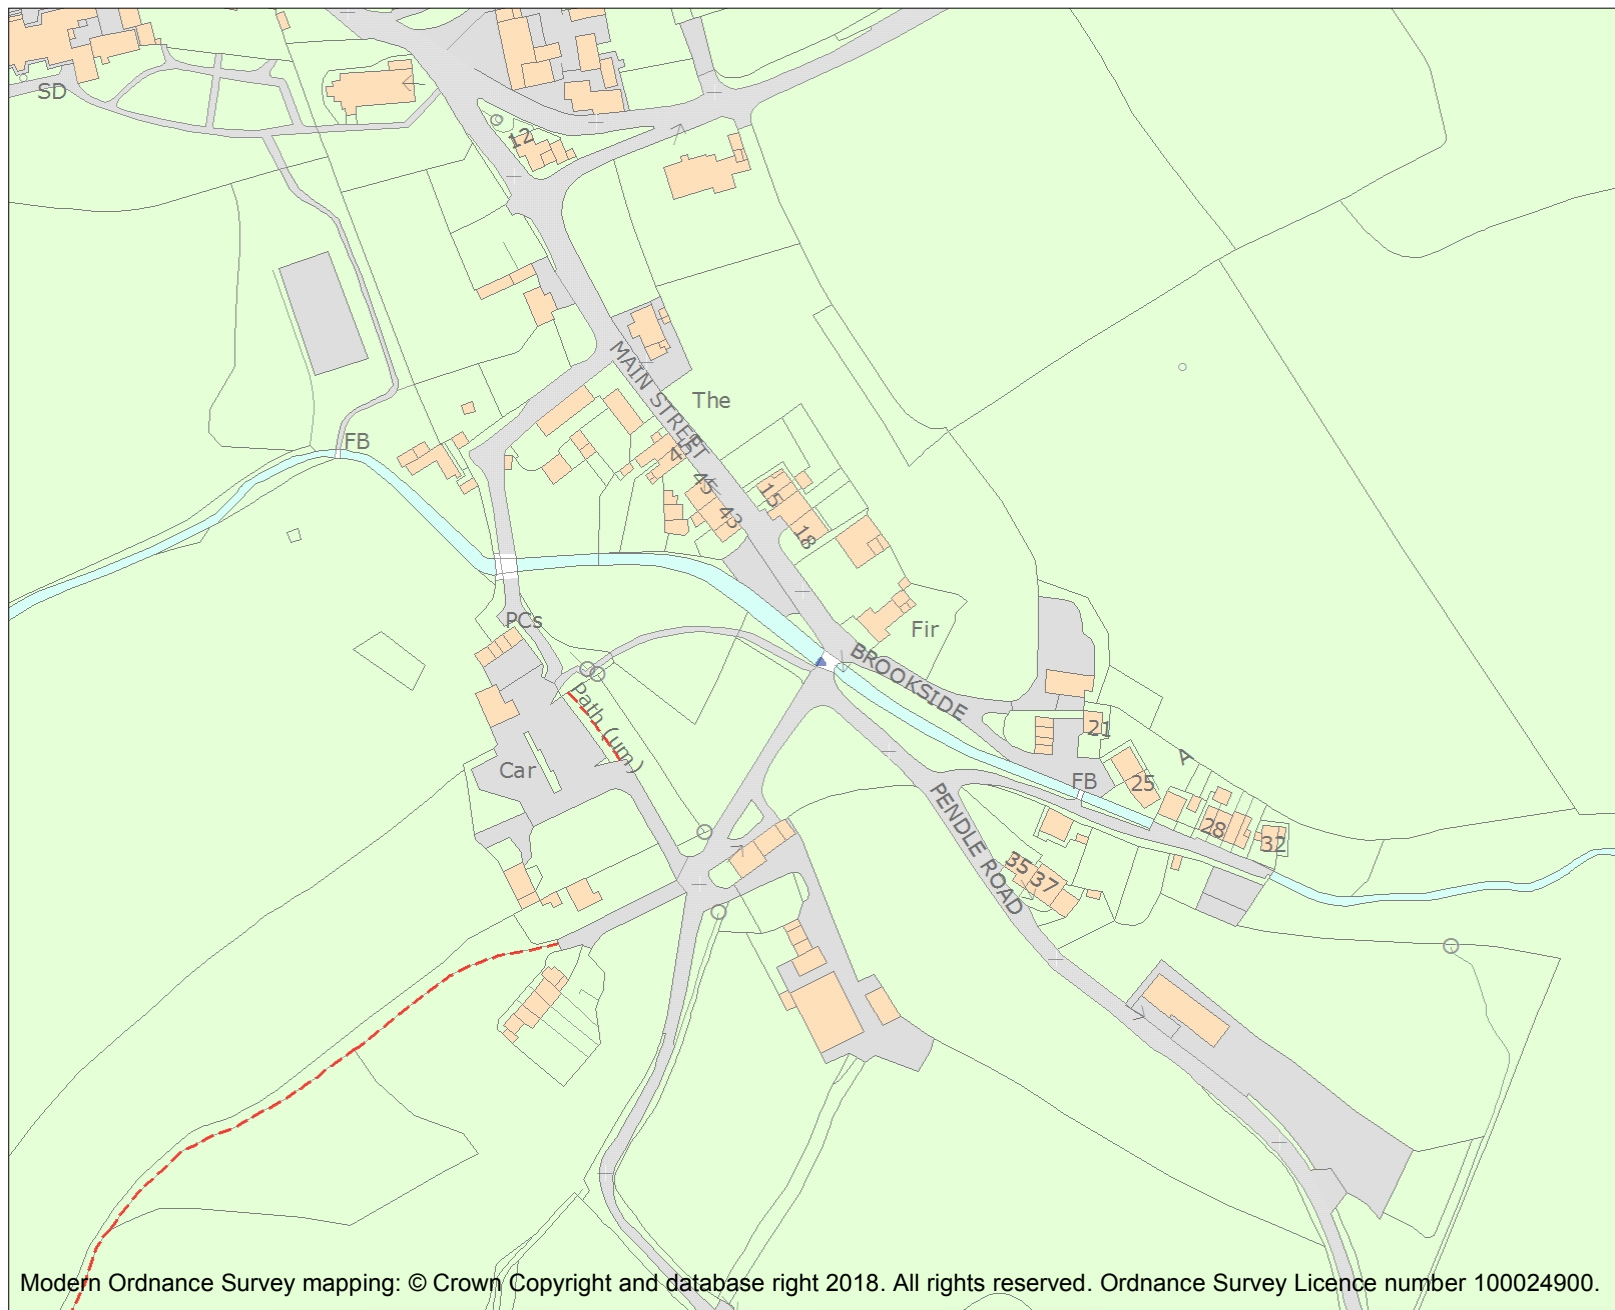 SD
12
MAIN STREET
The
45
43
15
18
FB
PCs
Fir
BROOKSIDE
Path (um)
Car
21
A
25
FB
28
32
PENDLE ROAD
35
37
Modern Ordnance Survey mapping: © Crown Copyright and database right 2018. All rights reserved. Ordnance Survey Licence number 100024900.